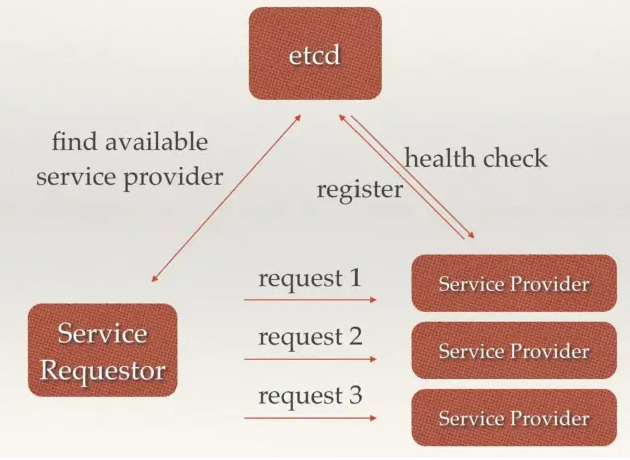 etcd
find available
service provider
health check
register
request 1
Service Provider
Service
Requestor
request 2
Service Provider
request 3
Service Provider